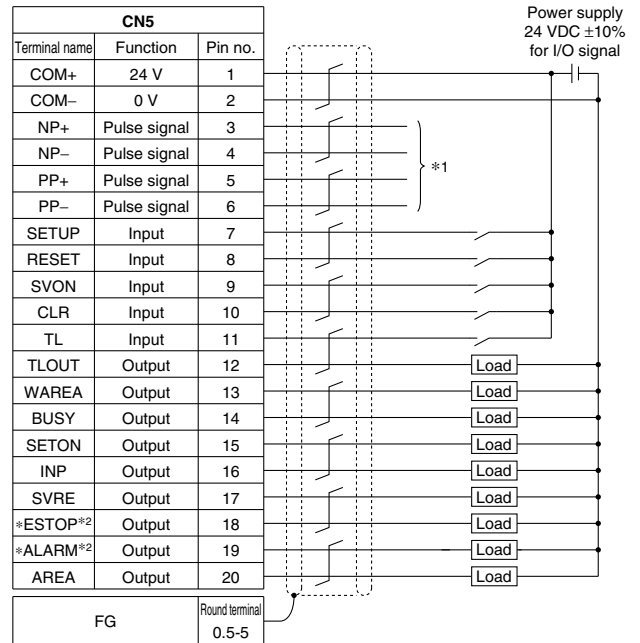 Power supply
24 VDC ±10%
for I/O signal
CN5
Terminal name Function Pin no.
COM+ 24 V 1
COM− 0 V 2
NP+ Pulse signal 3
NP− Pulse signal 4
PP+ Pulse signal 5
PP− Pulse signal 6
*1
SETUP Input 7
RESET Input 8
SVON Input 9
CLR Input 10
TL Input 11
TLOUT Output 12 Load
WAREA Output 13 Load
BUSY Output 14 Load
SETON Output 15 Load
INP Output 16 Load
SVRE Output 17 Load
*ESTOP*2 Output 18 Load
*ALARM*2 Output 19 Load
AREA Output 20 Load
FG Round terminal
0.5-5